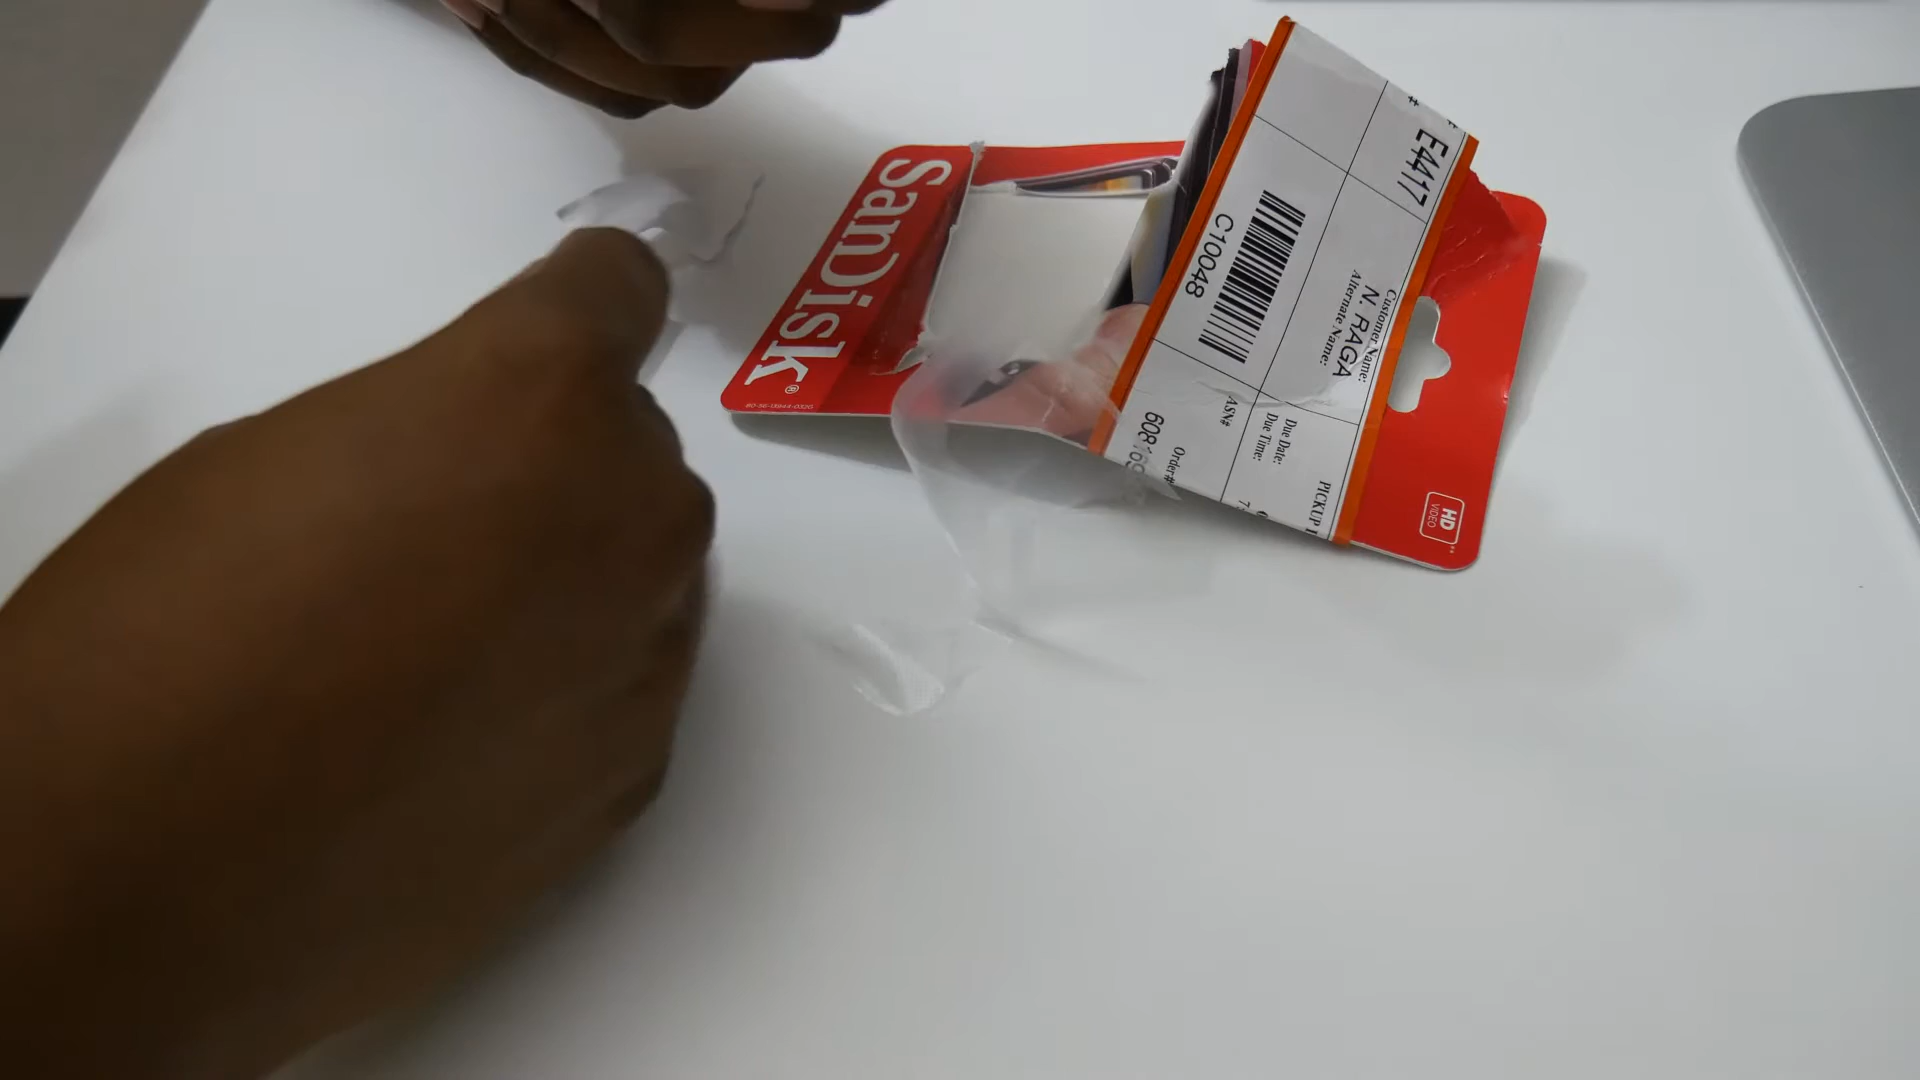 SanDisk®
E4417
#
C10048
Customer Name:
N. RAGA
Alternate Name:
ASN#
Due Date:
Due Time:
Order#
PICKUP
HD
VIDEO